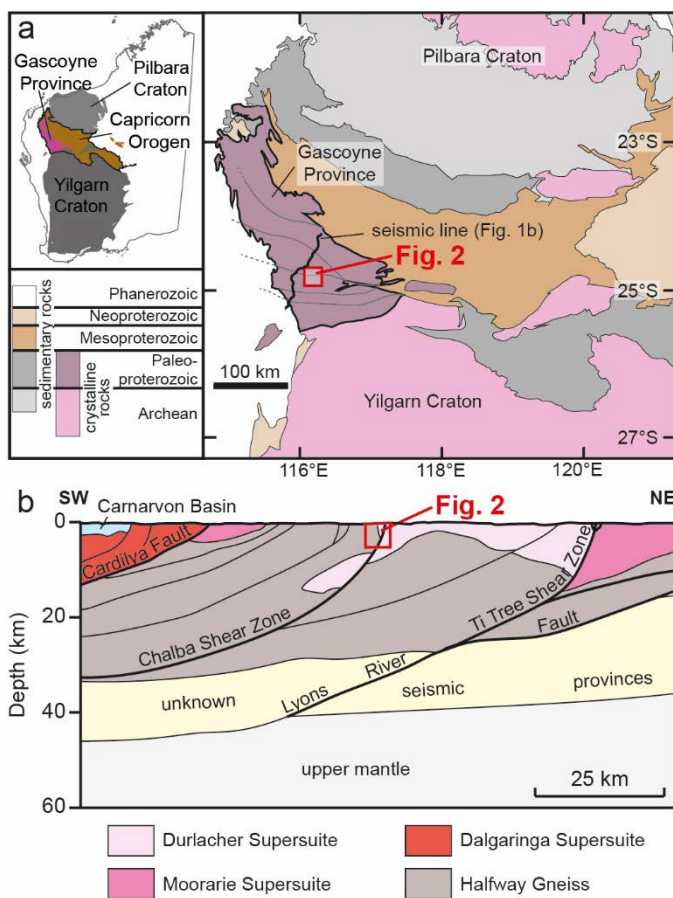 a
Gascoyne
Province
Pilbara
Craton
Capricorn
Orogen
Yilgarn
Craton
sedimentary rocks
crystalline
rocks
Phanerozoic
Neoproterozoic
Mesoproterozoic
Paleo-
proterozoic
Archean
Pilbara Craton
23°S
Gascoyne
Province
seismic line (Fig. 1b)
Fig. 2
25°S
100 km
Yilgarn Craton
27°S
116°E
118°E
120°E
b
SW
NE
Carnarvon Basin
Fig. 2
Cardilya Fault
Chalba Shear Zone
Ti Tree Shear Zone
Lyons River Fault
unknown seismic provinces
upper mantle
25 km
Depth (km)
0
20
40
60
Durlacher Supersuite
Dalgaringa Supersuite
Moorarie Supersuite
Halfway Gneiss